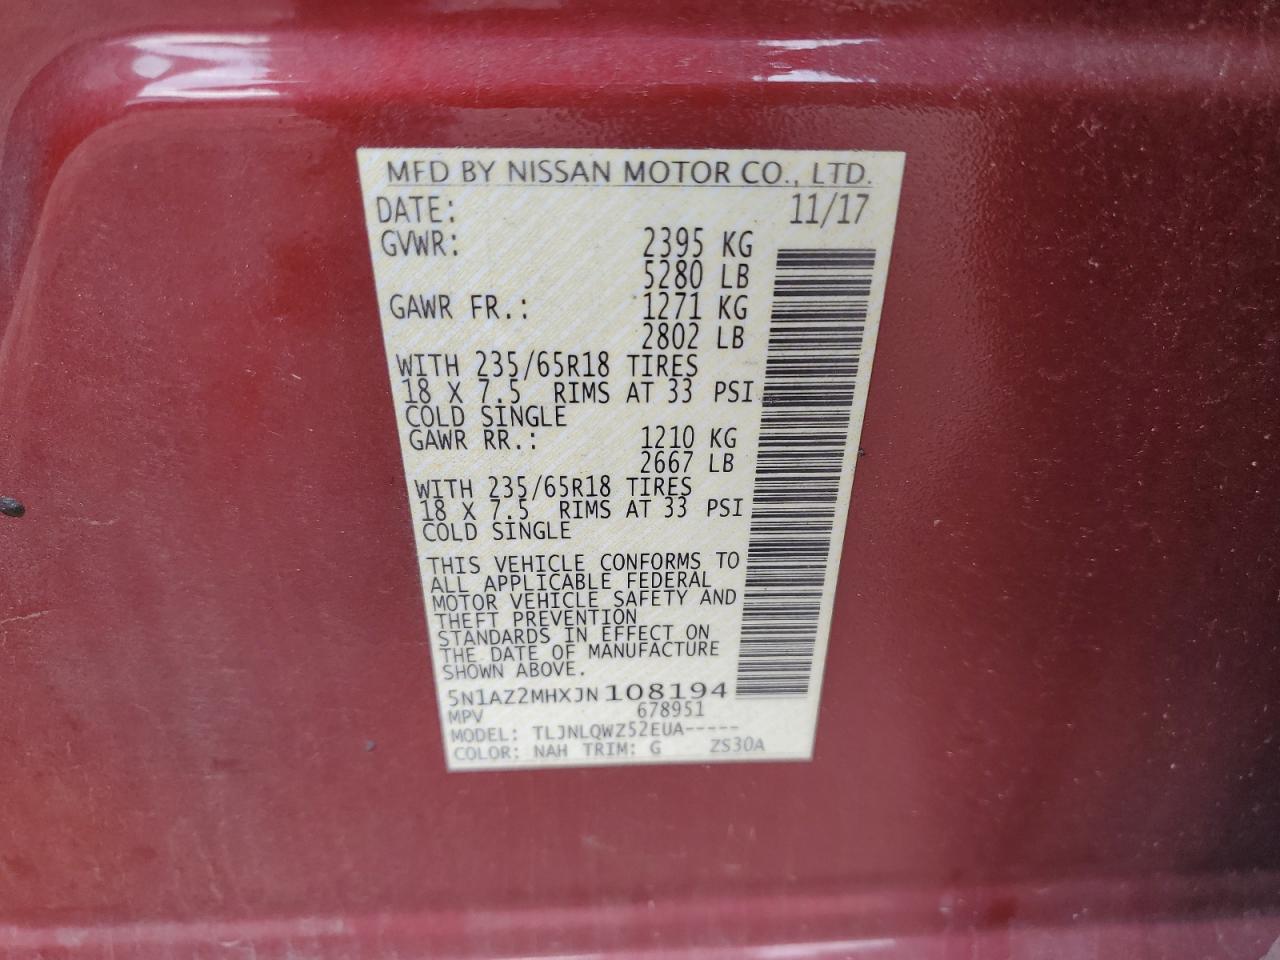 MFD BY NISSAN MOTOR CO., LTD.
DATE: 11/17
GVWR: 2395 KG
5280 LB
GAWR FR.: 1271 KG
2802 LB
WITH 235/65R18 TIRES
18 X 7.5 RIMS AT 33 PSI
COLD SINGLE
GAWR RR.: 1210 KG
2667 LB
WITH 235/65R18 TIRES
18 X 7.5 RIMS AT 33 PSI
COLD SINGLE
THIS VEHICLE CONFORMS TO
ALL APPLICABLE FEDERAL
MOTOR VEHICLE SAFETY AND
THEFT PREVENTION
STANDARDS IN EFFECT ON
THE DATE OF MANUFACTURE
SHOWN ABOVE.
5N1AZ2MHXJN108194
MPV 678951
MODEL: TLJNLQWZ52EUA-----
COLOR: NAH TRIM: G ZS30A